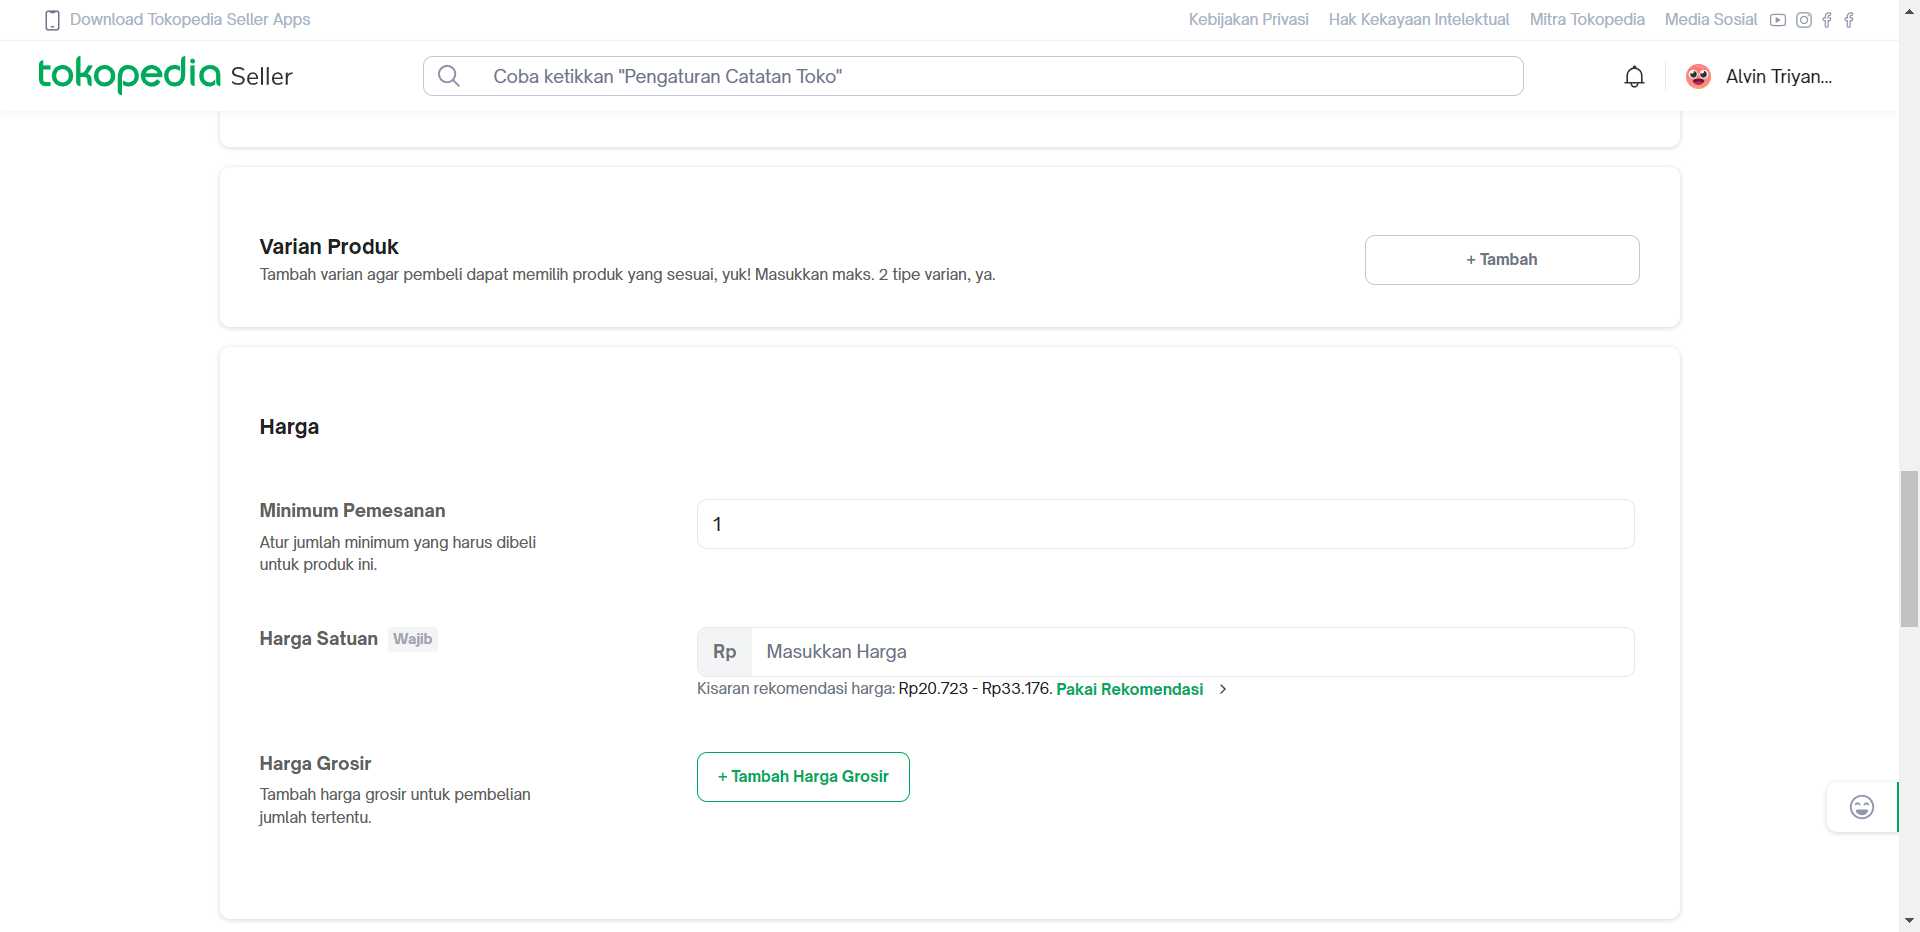 Download Tokopedia Seller Apps
Kebijakan Privasi Hak Kekayaan Intelektual Mitra Tokopedia Media Sosial
tokopedia Seller
Coba ketikkan "Pengaturan Catatan Toko"
Alvin Triyan...
Varian Produk
Tambah varian agar pembeli dapat memilih produk yang sesuai, yuk! Masukkan maks. 2 tipe varian, ya.
+ Tambah
Harga
Minimum Pemesanan
Atur jumlah minimum yang harus dibeli
untuk produk ini.
1
Harga Satuan Wajib
Rp Masukkan Harga
Kisaran rekomendasi harga: Rp20.723 - Rp33.176. Pakai Rekomendasi
Harga Grosir
Tambah harga grosir untuk pembelian
jumlah tertentu.
+ Tambah Harga Grosir